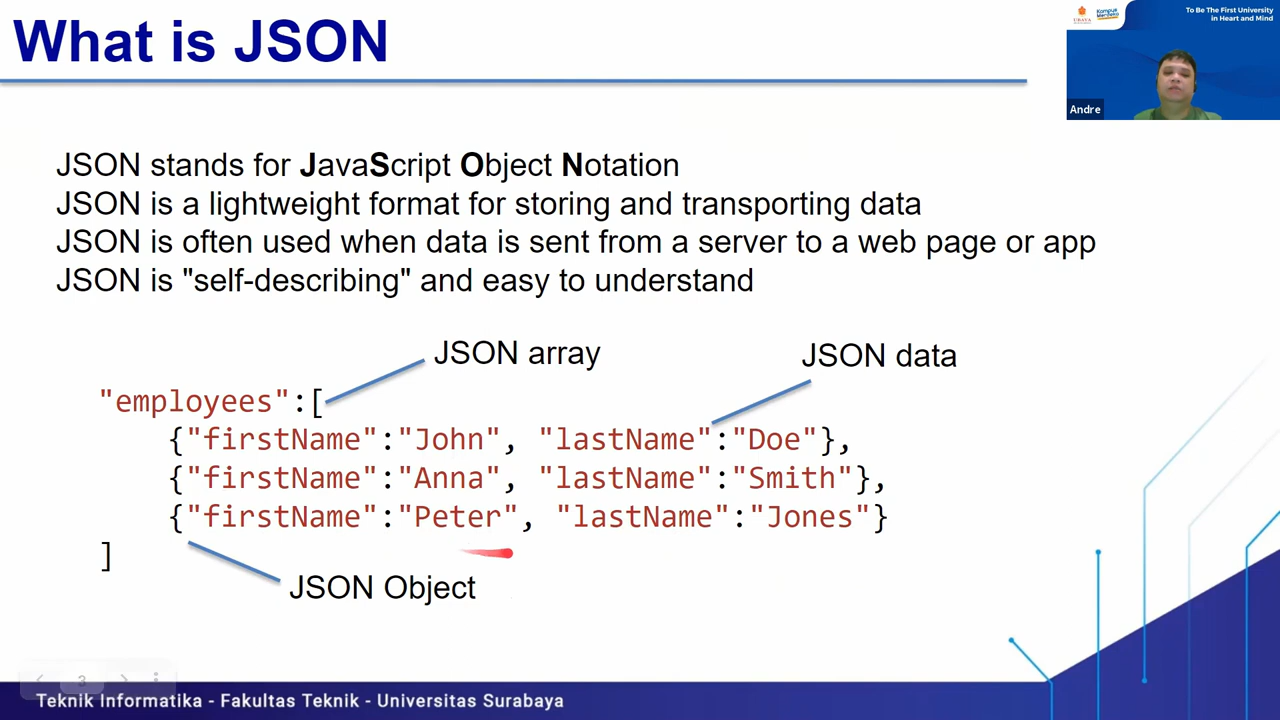 What is JSON
To Be The First University
in Heart and Mind
UBAYA
Kampus
Merdeka
Andre
JSON stands for JavaScript Object Notation
JSON is a lightweight format for storing and transporting data
JSON is often used when data is sent from a server to a web page or app
JSON is "self-describing" and easy to understand
JSON array
JSON data
"employees":[
{"firstName":"John", "lastName":"Doe"},
{"firstName":"Anna", "lastName":"Smith"},
{"firstName":"Peter", "lastName":"Jones"}
]
JSON Object
3
Teknik Informatika - Fakultas Teknik - Universitas Surabaya